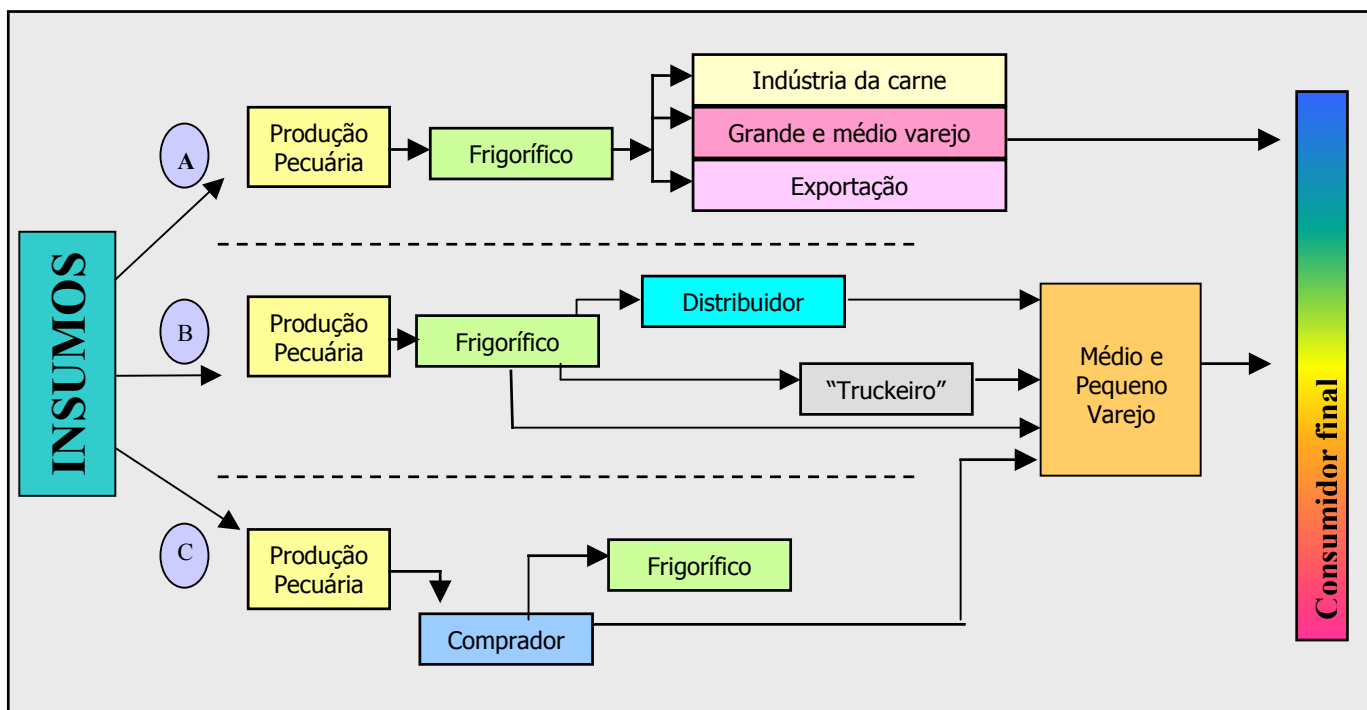 INSUMOS
A
Produção
Pecuária
Frigorífico
Indústria da carne
Grande e médio varejo
Exportação
B
Produção
Pecuária
Frigorífico
Distribuidor
“Truckeiro”
Médio e
Pequeno
Varejo
C
Produção
Pecuária
Comprador
Frigorífico
Consumidor final